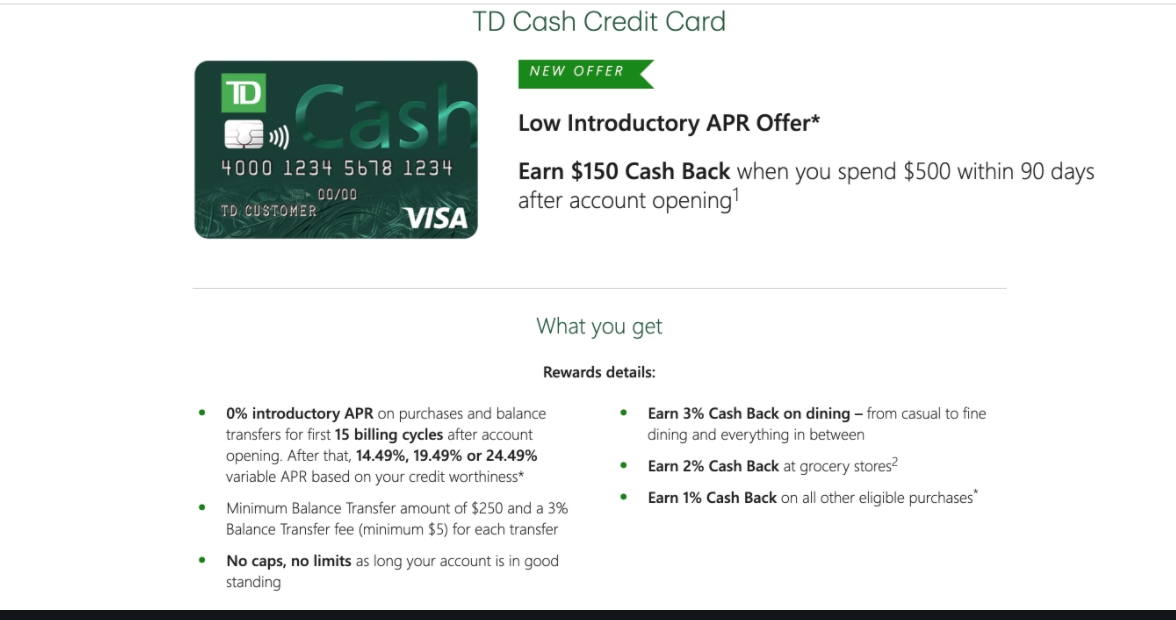 TD Cash Credit Card
TD
Cash
4000 1234 5678 1234
00/00
TD CUSTOMER
VISA
NEW OFFER
Low Introductory APR Offer*
Earn $150 Cash Back when you spend $500 within 90 days
after account opening1
What you get
Rewards details:
• 0% introductory APR on purchases and balance
transfers for first 15 billing cycles after account
opening. After that, 14.49%, 19.49% or 24.49%
variable APR based on your credit worthiness*
• Minimum Balance Transfer amount of $250 and a 3%
Balance Transfer fee (minimum $5) for each transfer
• No caps, no limits as long your account is in good
standing
• Earn 3% Cash Back on dining – from casual to fine
dining and everything in between
• Earn 2% Cash Back at grocery stores2
• Earn 1% Cash Back on all other eligible purchases*